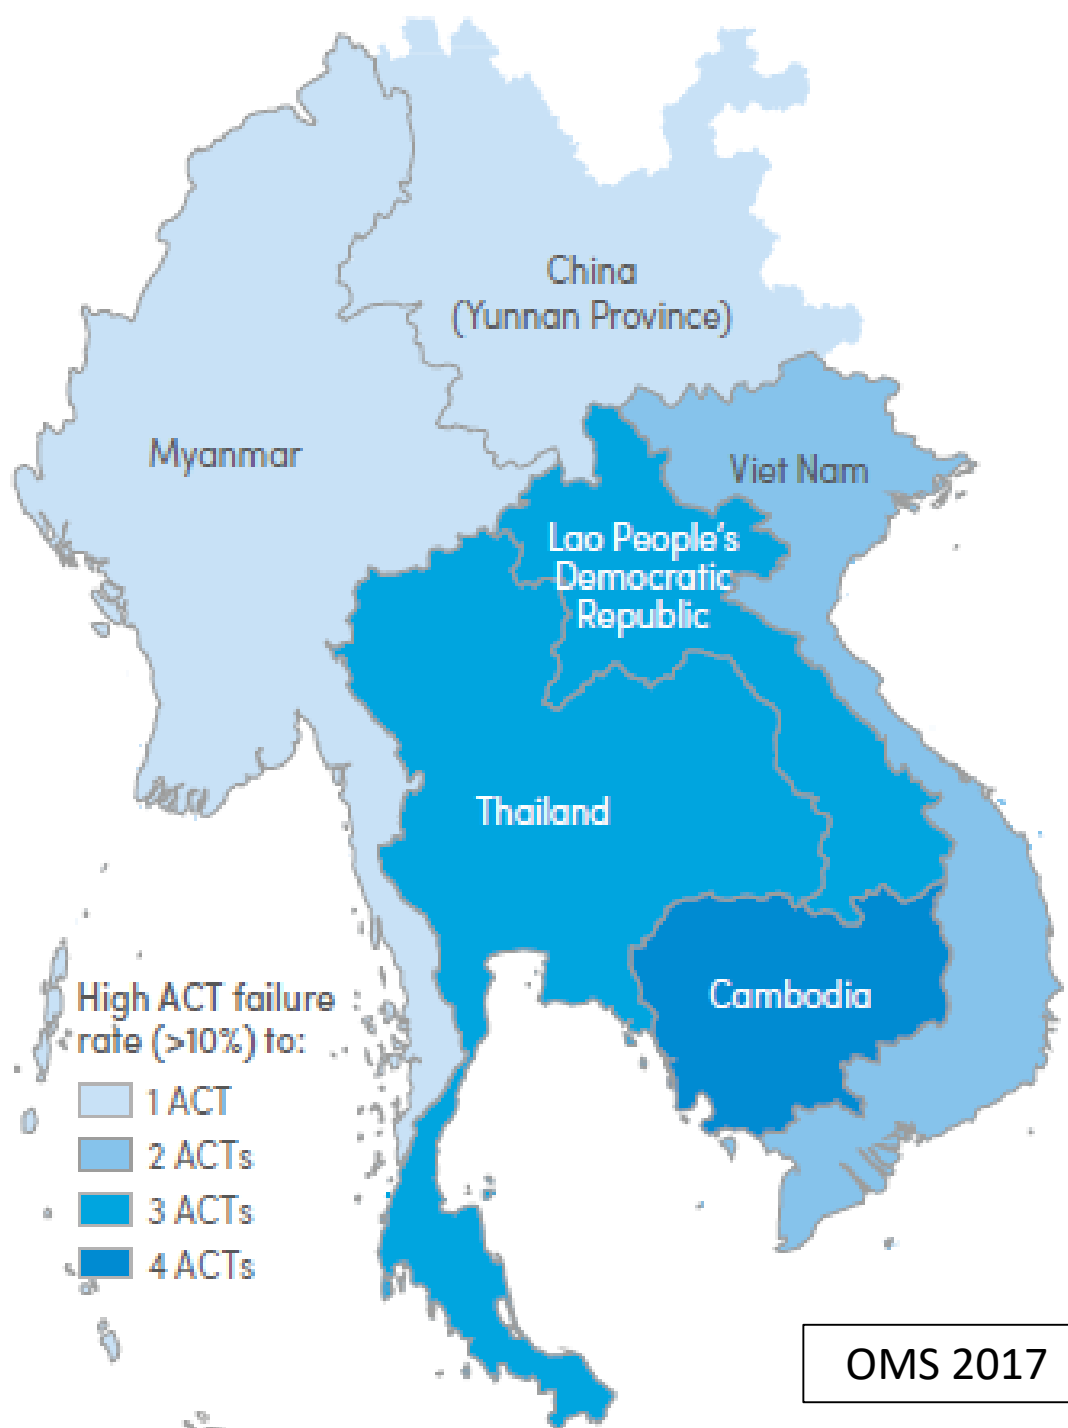 China
(Yunnan Province)
Myanmar
Viet Nam
Lao People's
Democratic
Republic
Thailand
Cambodia
High ACT failure
rate (>10%) to:
1 ACT
2 ACTs
3 ACTs
4 ACTs
OMS 2017